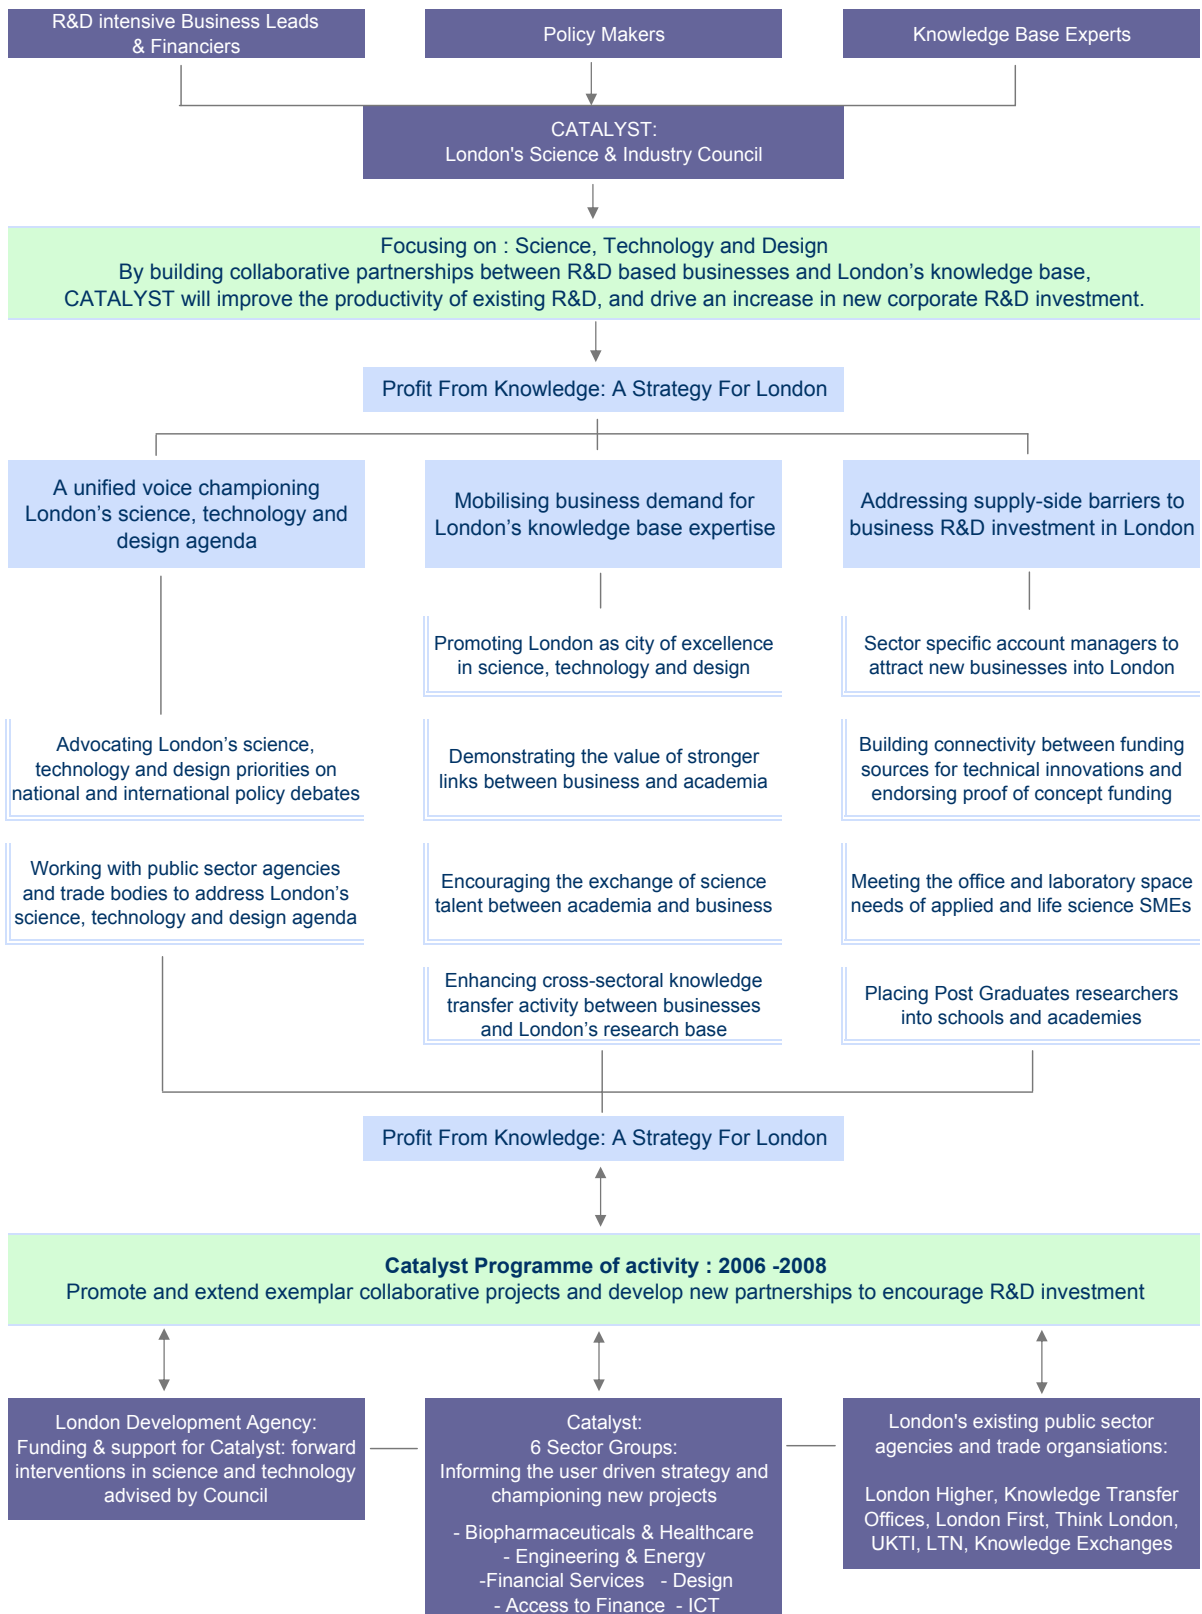 R&D intensive Business Leads
& Financiers
Policy Makers
Knowledge Base Experts
CATALYST:
London's Science & Industry Council
Focusing on : Science, Technology and Design
By building collaborative partnerships between R&D based businesses and London’s knowledge base,
CATALYST will improve the productivity of existing R&D, and drive an increase in new corporate R&D investment.
Profit From Knowledge: A Strategy For London
A unified voice championing
London’s science, technology and
design agenda
Mobilising business demand for
London’s knowledge base expertise
Addressing supply-side barriers to
business R&D investment in London
Promoting London as city of excellence
in science, technology and design
Sector specific account managers to
attract new businesses into London
Advocating London’s science,
technology and design priorities on
national and international policy debates
Demonstrating the value of stronger
links between business and academia
Building connectivity between funding
sources for technical innovations and
endorsing proof of concept funding
Working with public sector agencies
and trade bodies to address London’s
science, technology and design agenda
Encouraging the exchange of science
talent between academia and business
Meeting the office and laboratory space
needs of applied and life science SMEs
Enhancing cross-sectoral knowledge
transfer activity between businesses
and London’s research base
Placing Post Graduates researchers
into schools and academies
Profit From Knowledge: A Strategy For London
Catalyst Programme of activity : 2006 -2008
Promote and extend exemplar collaborative projects and develop new partnerships to encourage R&D investment
London Development Agency:
Funding & support for Catalyst: forward
interventions in science and technology
advised by Council
Catalyst:
6 Sector Groups:
Informing the user driven strategy and
championing new projects
- Biopharmaceuticals & Healthcare
- Engineering & Energy
-Financial Services - Design
- Access to Finance - ICT
London's existing public sector
agencies and trade organsiations:
London Higher, Knowledge Transfer
Offices, London First, Think London,
UKTI, LTN, Knowledge Exchanges